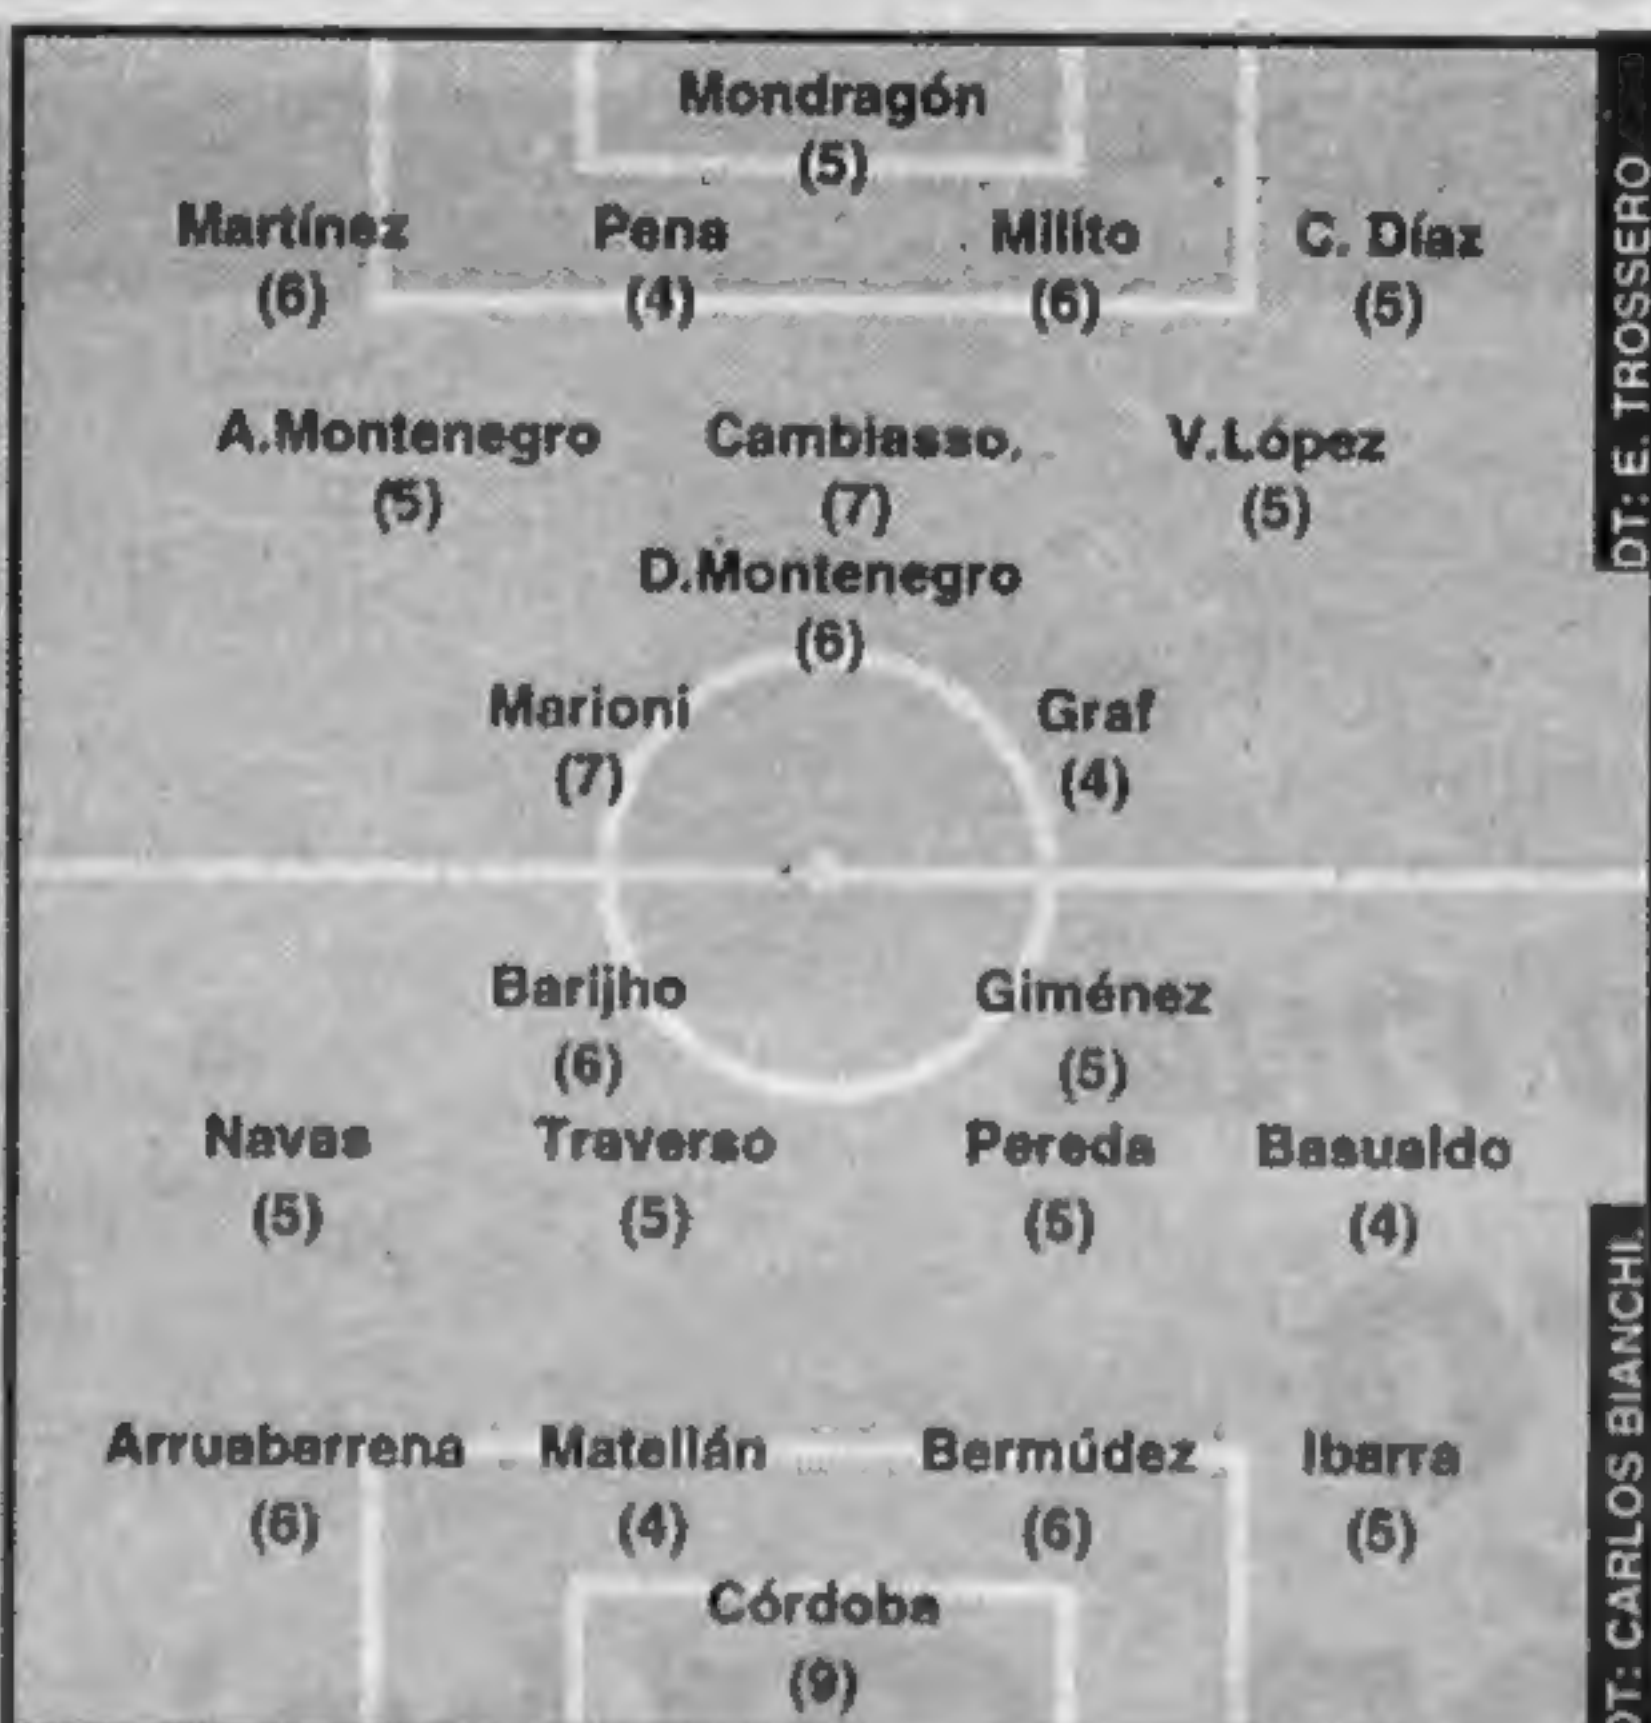 Mondragón
(5)
Martínez Pena Milito C. Díaz
(6) (4) (6) (5)
A.Montenegro Cambiasso. V.López
(5) (7) (5)
D.Montenegro
(6)
Marioni Graf
(7) (4)
Barijho Giménez
(6) (5)
Navas Traverso Pereda Basualdo
(5) (5) (5) (4)
Arruabarrena Matellán Bermúdez Ibarra
(6) (4) (6) (5)
Córdoba
(9)
DT: E. TROSSERO
DT: CARLOS BIANCHI.